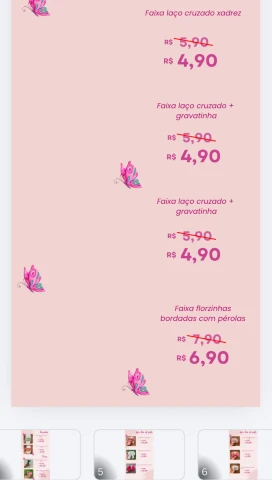 Faixa laço cruzado xadrez
R$ 5,90
R$ 4,90
Faixa laço cruzado +
gravatinha
R$ 5,90
R$ 4,90
Faixa laço cruzado +
gravatinha
R$ 5,90
R$ 4,90
Faixa florzinhas
bordadas com pérolas
R$ 7,90
R$ 6,90
5
6